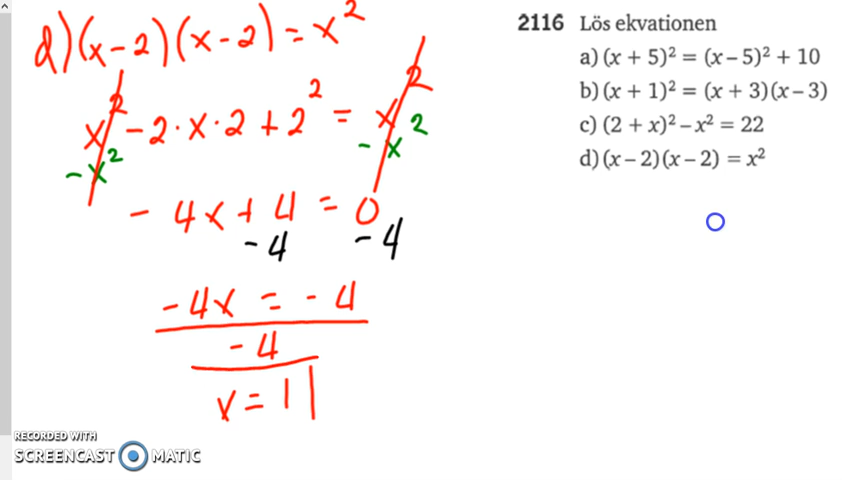 d) (x-2)(x-2) = x²
x² - 2·x·2 + 2² = x²
-x² -x²
- 4x + 4 = 0
-4 -4
-4x = -4
-4
x = 1
2116 Lös ekvationen
a) (x + 5)² = (x – 5)² + 10
b) (x + 1)² = (x + 3)(x – 3)
c) (2 + x)² – x² = 22
d) (x – 2)(x – 2) = x²
RECORDED WITH
SCREENCAST MATIC